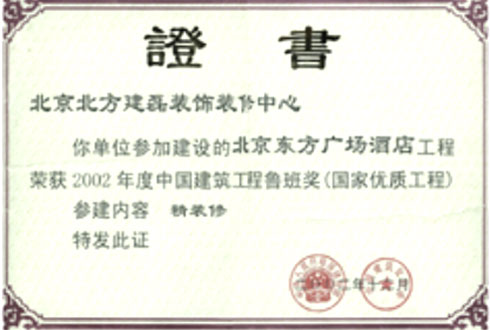 證書
北京北方建磊装饰装修中心
你单位参加建设的北京东方广场酒店工程
荣获2002年度中国建筑工程鲁班奖(国家优质工程)
参建内容 精装修
特发此证
二年十